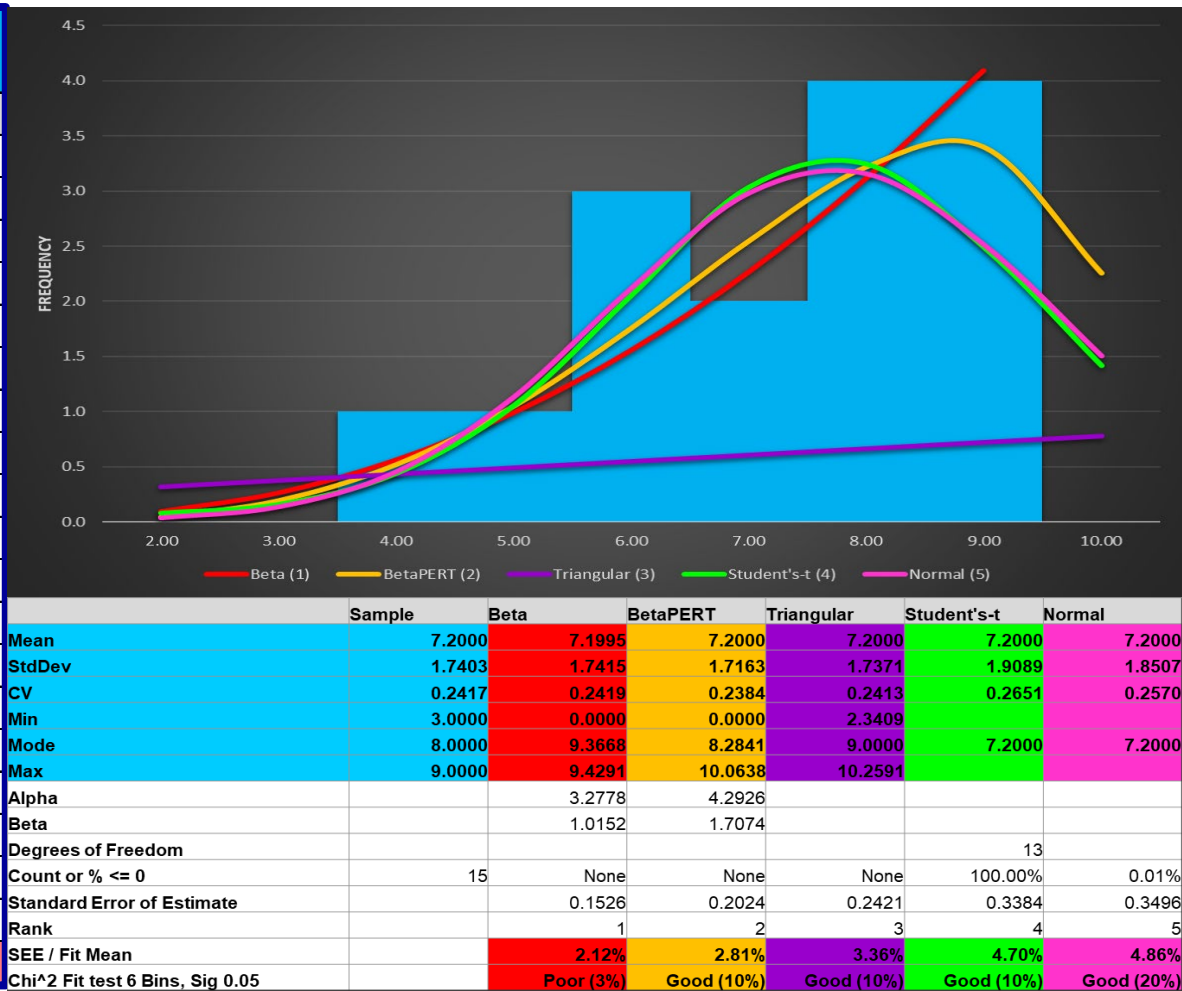 4.5
4.0
3.5
3.0
2.5
2.0
1.5
1.0
0.5
0.0
FREQUENCY
2.00 3.00 4.00 5.00 6.00 7.00 8.00 9.00 10.00
Beta (1) BetaPERT (2) Triangular (3) Student's-t (4) Normal (5)
Sample Beta BetaPERT Triangular Student's-t Normal
Mean 7.2000 7.1995 7.2000 7.2000 7.2000 7.2000
StdDev 1.7403 1.7415 1.7163 1.7371 1.9089 1.8507
CV 0.2417 0.2419 0.2384 0.2413 0.2651 0.2570
Min 3.0000 0.0000 0.0000 2.3409
Mode 8.0000 9.3668 8.2841 9.0000 7.2000 7.2000
Max 9.0000 9.4291 10.0638 10.2591
Alpha 3.2778 4.2926
Beta 1.0152 1.7074
Degrees of Freedom 13
Count or % <= 0 15 None None None 100.00% 0.01%
Standard Error of Estimate 0.1526 0.2024 0.2421 0.3384 0.3496
Rank 1 2 3 4 5
SEE / Fit Mean 2.12% 2.81% 3.36% 4.70% 4.86%
Chi^2 Fit test 6 Bins, Sig 0.05 Poor (3%) Good (10%) Good (10%) Good (10%) Good (20%)